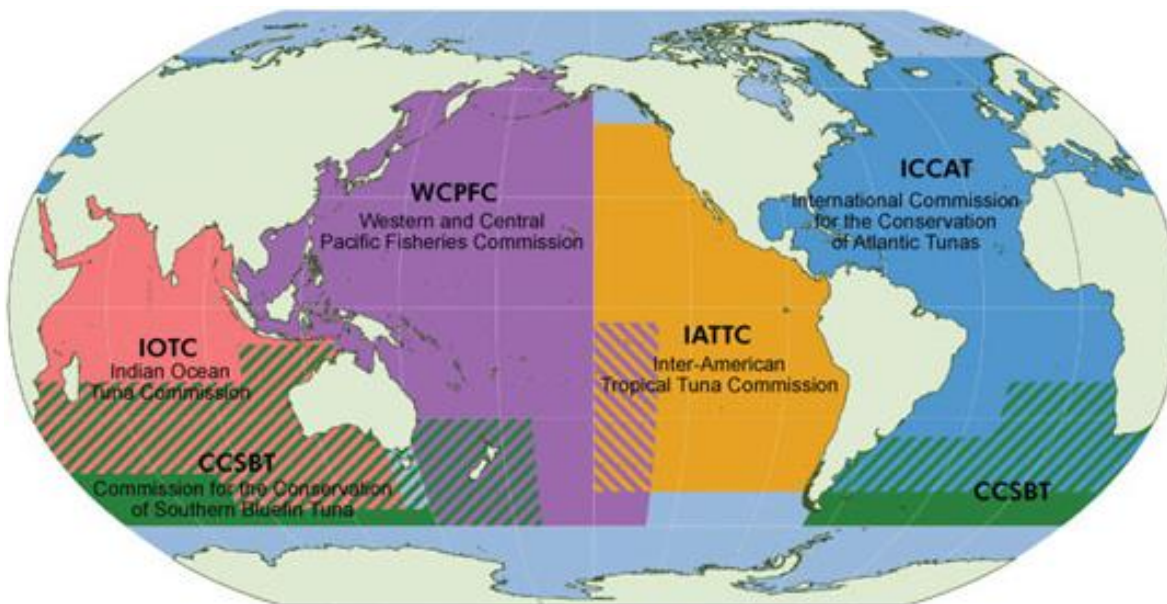 WCPFC
Western and Central
Pacific Fisheries Commission
ICCAT
International Commission
for the Conservation
of Atlantic Tunas
IOTC
Indian Ocean
Tuna Commission
IATTC
Inter-American
Tropical Tuna Commission
CCSBT
Commission for the Conservation
of Southern Bluefin Tuna
CCSBT